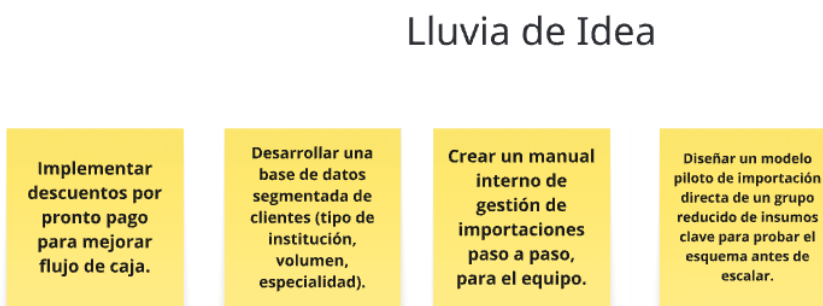 Lluvia de Idea
Implementar
descuentos por
pronto pago
para mejorar
flujo de caja.
Desarrollar una
base de datos
segmentada de
clientes (tipo de
institución,
volumen,
especialidad).
Crear un manual
interno de
gestión de
importaciones
paso a paso,
para el equipo.
Diseñar un modelo
piloto de importación
directa de un grupo
reducido de insumos
clave para probar el
esquema antes de
escalar.